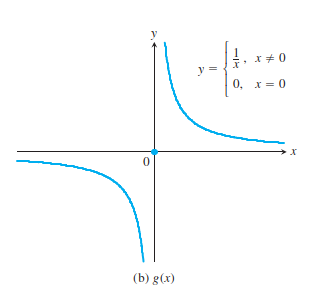 y
y = { 1/x, x ≠ 0
0, x = 0
x
0
(b) g(x)